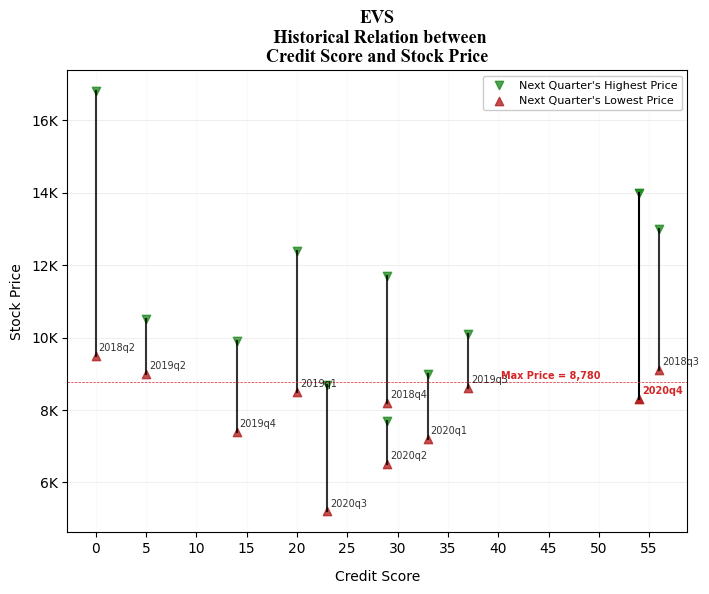 EVS
Historical Relation between
Credit Score and Stock Price
Next Quarter's Highest Price
Next Quarter's Lowest Price
16K
14K
12K
10K
8K
6K
Stock Price
2018q2
2019q2
2019q4
2019q1
2020q3
2018q4
2020q2
2020q1
2019q3
Max Price = 8,780
2018q3
2020q4
0 5 10 15 20 25 30 35 40 45 50 55
Credit Score